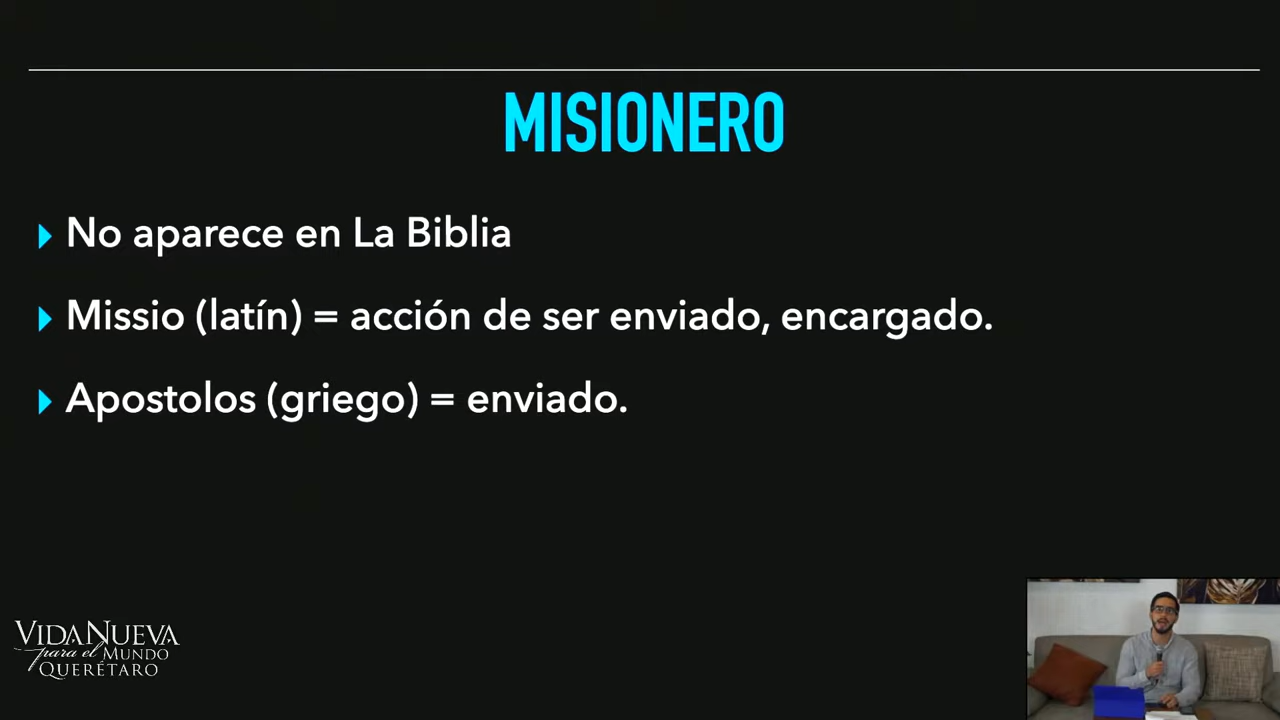 MISIONERO
No aparece en La Biblia
Missio (latín) = acción de ser enviado, encargado.
Apostolos (griego) = enviado.
VIDA NUEVA
para el MUNDO
QUERÉTARO